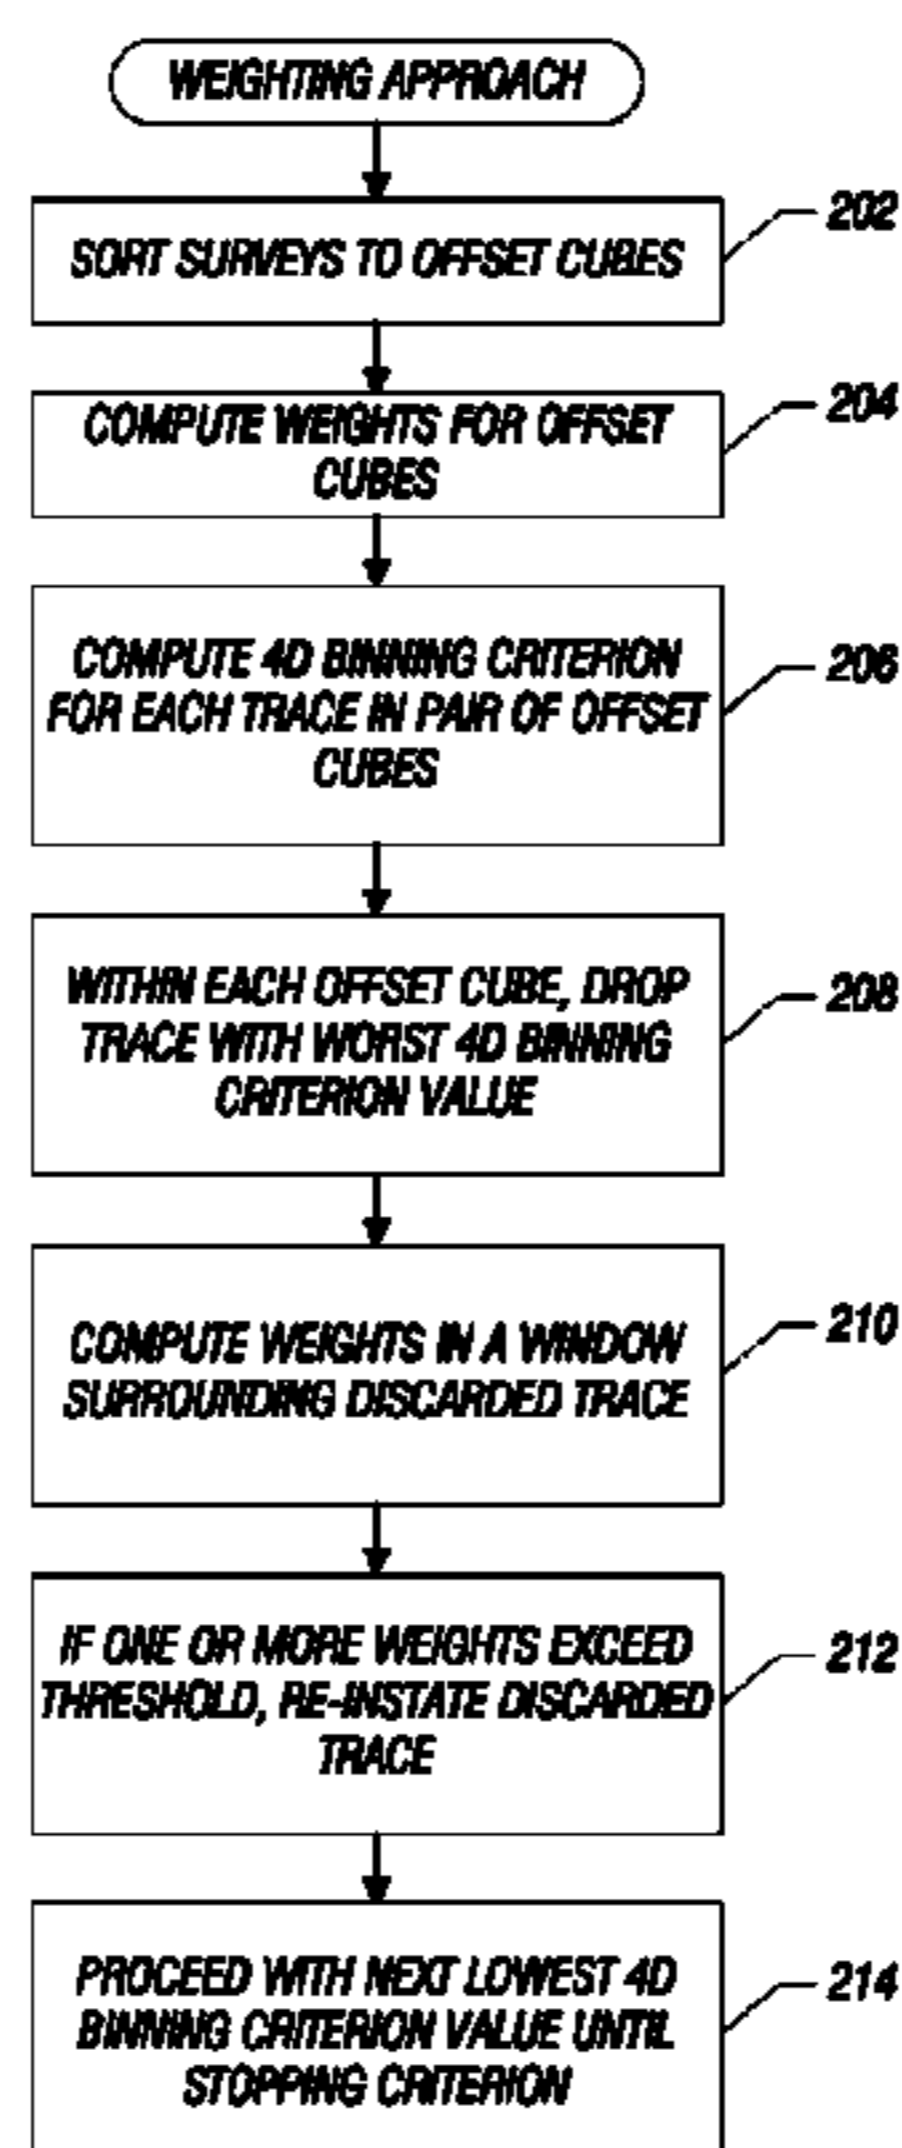 WEIGHTING APPROACH
SORT SURVEYS TO OFFSET CUBES
202
COMPUTE WEIGHTS FOR OFFSET
CUBES
204
COMPUTE 4D BINNING CRITERION
FOR EACH TRACE IN PAIR OF OFFSET
CUBES
206
WITHIN EACH OFFSET CUBE, DROP
TRACE WITH WORST 4D BINNING
CRITERION VALUE
208
COMPUTE WEIGHTS IN A WINDOW
SURROUNDING DISCARDED TRACE
210
IF ONE OR MORE WEIGHTS EXCEED
THRESHOLD, RE-INSTATE DISCARDED
TRACE
212
PROCEED WITH NEXT LOWEST 4D
BINNING CRITERION VALUE UNTIL
STOPPING CRITERION
214